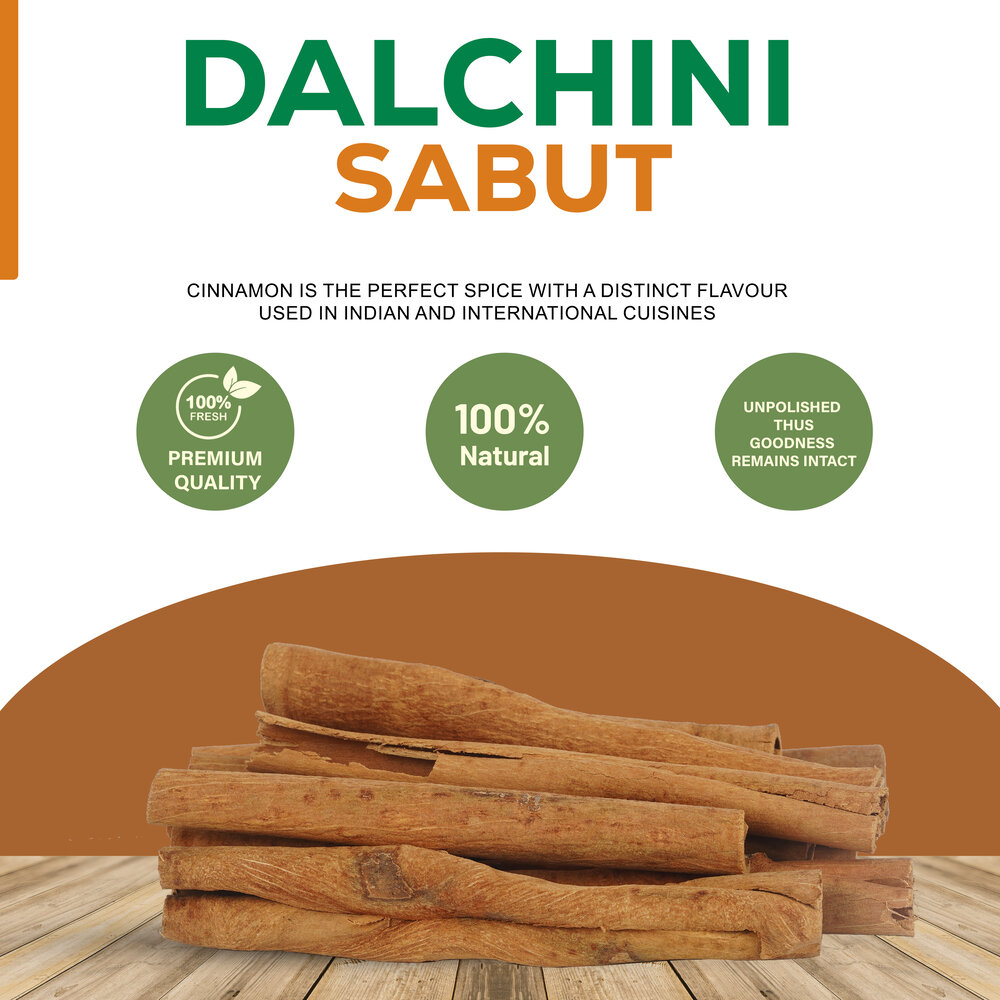 DALCHINI
SABUT
CINNAMON IS THE PERFECT SPICE WITH A DISTINCT FLAVOUR
USED IN INDIAN AND INTERNATIONAL CUISINES
100%
FRESH
PREMIUM
QUALITY
100%
Natural
UNPOLISHED
THUS
GOODNESS
REMAINS INTACT